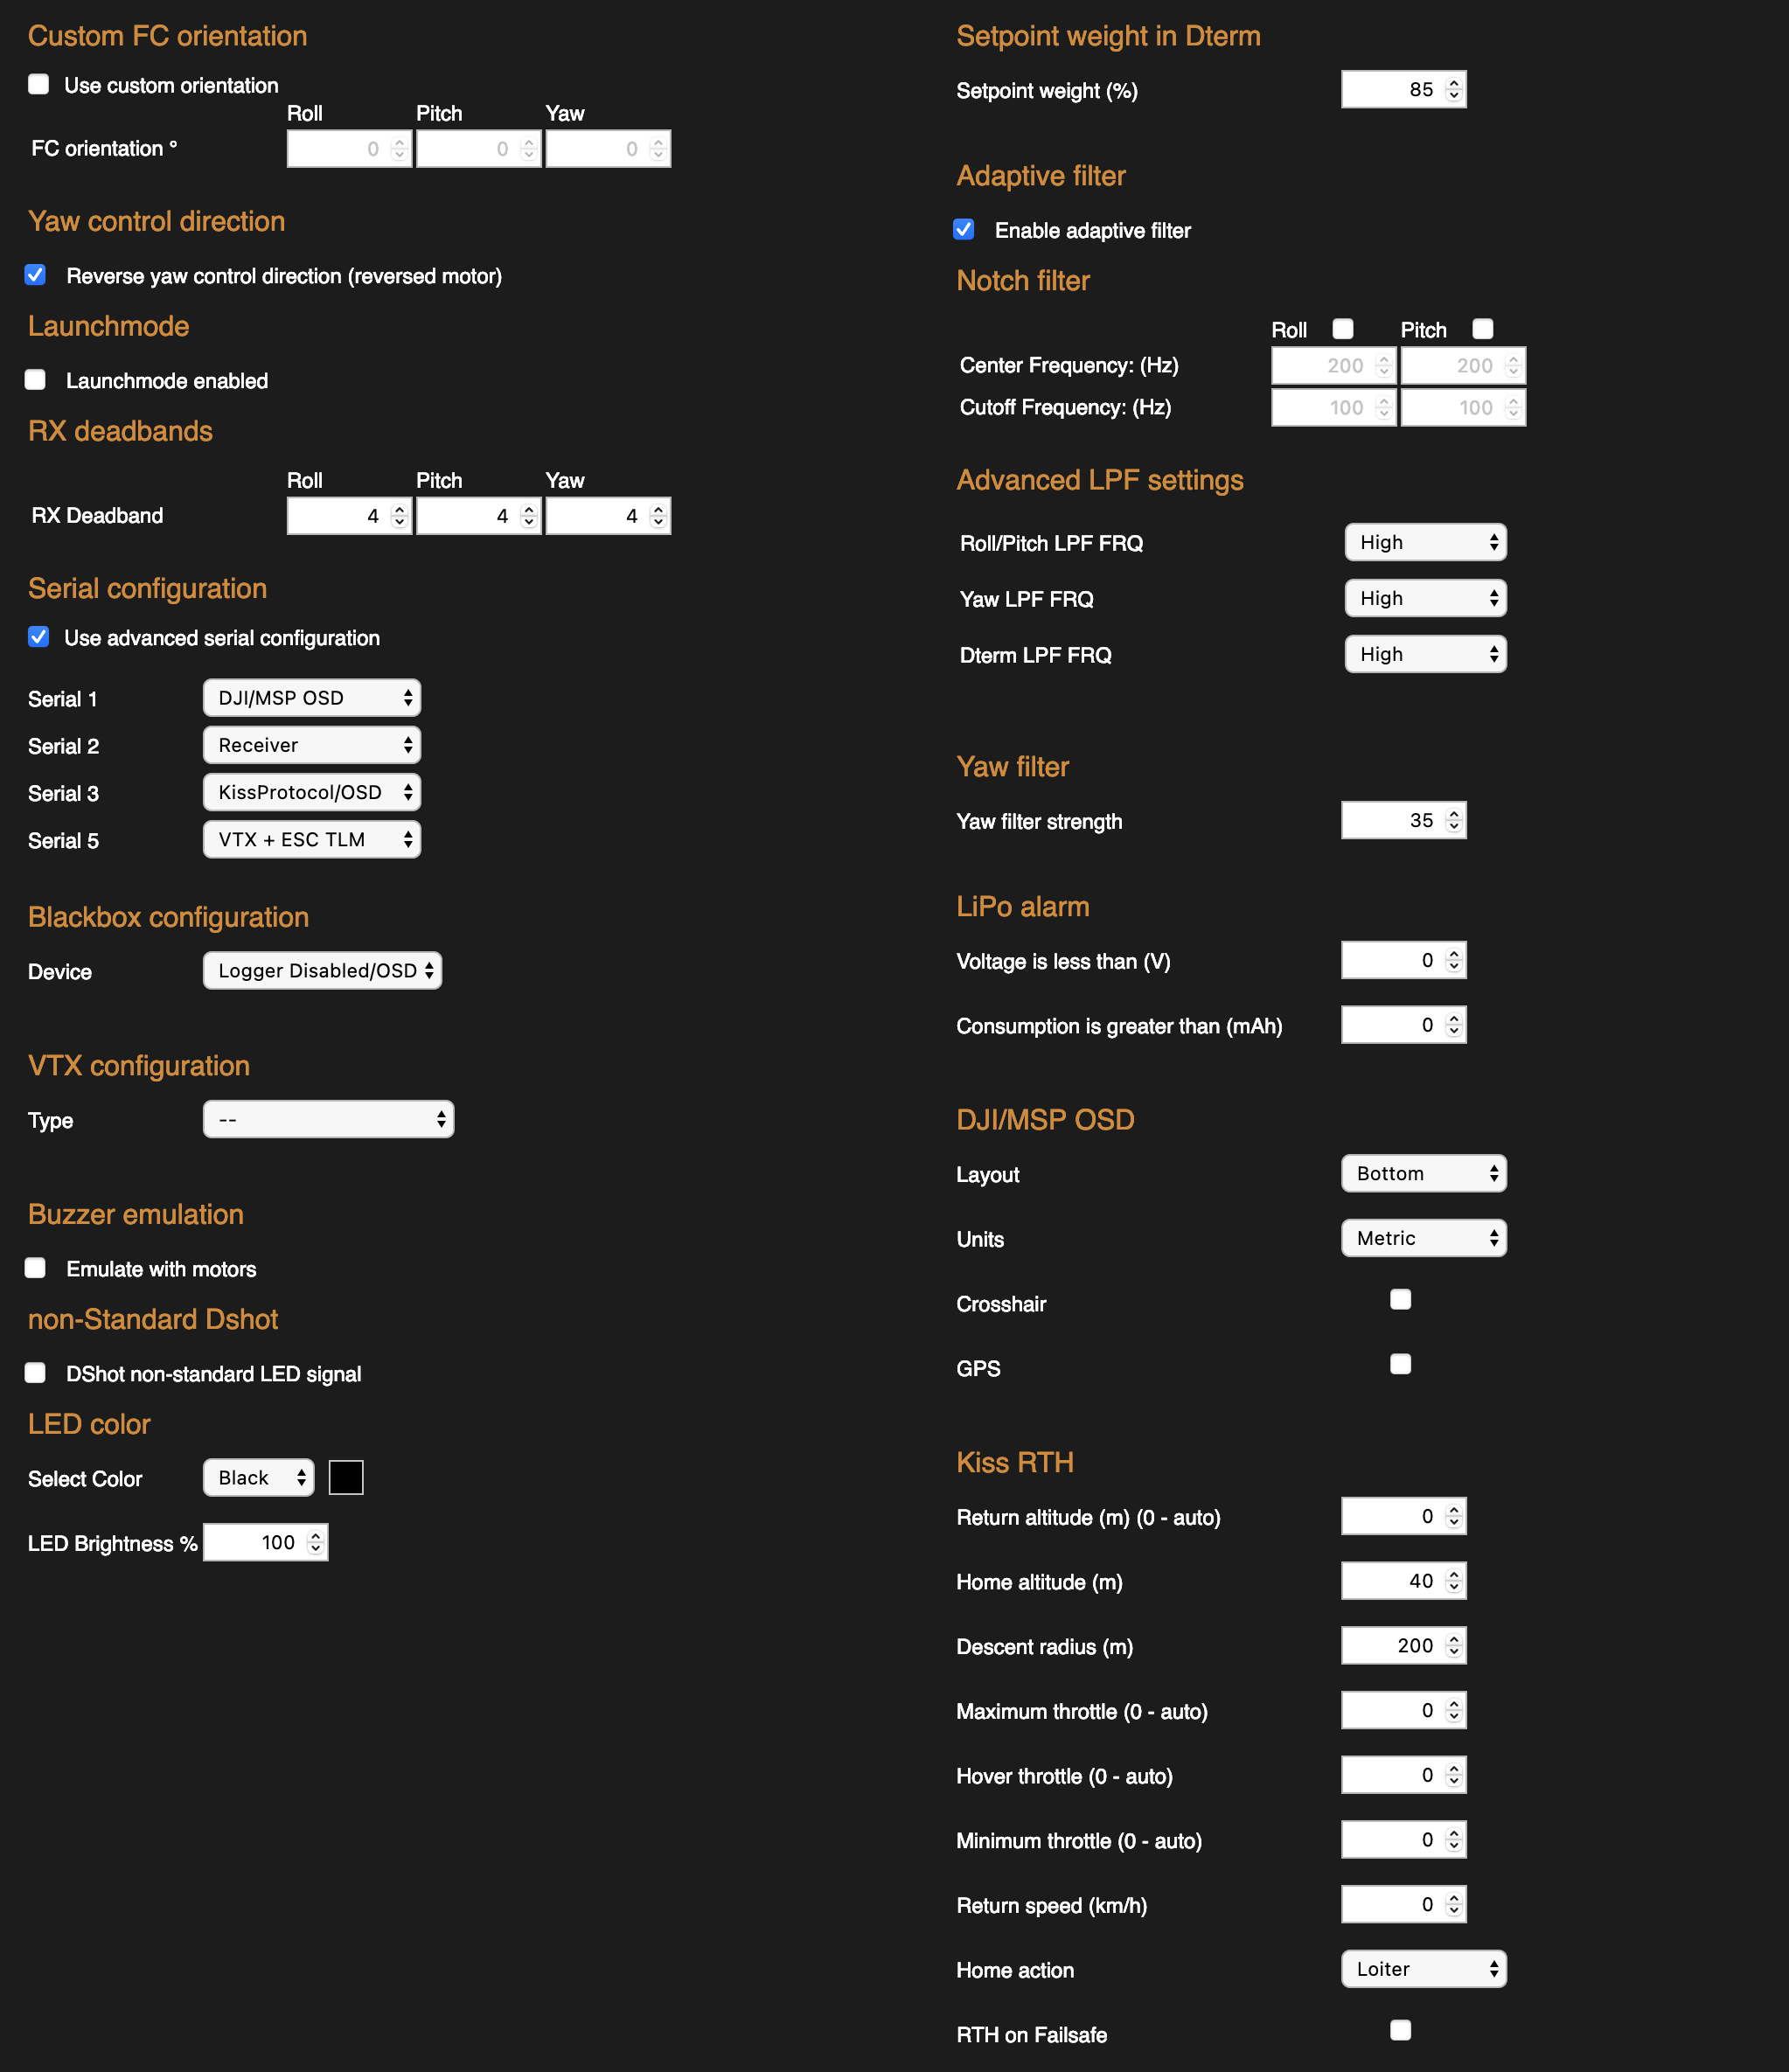 Custom FC orientation
Use custom orientation
Roll Pitch Yaw
FC orientation ° 0 0 0
Yaw control direction
Reverse yaw control direction (reversed motor)
Launchmode
Launchmode enabled
RX deadbands
Roll Pitch Yaw
RX Deadband 4 4 4
Serial configuration
Use advanced serial configuration
Serial 1 DJI/MSP OSD
Serial 2 Receiver
Serial 3 KissProtocol/OSD
Serial 5 VTX + ESC TLM
Blackbox configuration
Device Logger Disabled/OSD
VTX configuration
Type --
Buzzer emulation
Emulate with motors
non-Standard Dshot
DShot non-standard LED signal
LED color
Select Color Black
LED Brightness % 100
Setpoint weight in Dterm
Setpoint weight (%) 85
Adaptive filter
Enable adaptive filter
Notch filter
Roll Pitch
Center Frequency: (Hz) 200 200
Cutoff Frequency: (Hz) 100 100
Advanced LPF settings
Roll/Pitch LPF FRQ High
Yaw LPF FRQ High
Dterm LPF FRQ High
Yaw filter
Yaw filter strength 35
LiPo alarm
Voltage is less than (V) 0
Consumption is greater than (mAh) 0
DJI/MSP OSD
Layout Bottom
Units Metric
Crosshair
GPS
Kiss RTH
Return altitude (m) (0 - auto) 0
Home altitude (m) 40
Descent radius (m) 200
Maximum throttle (0 - auto) 0
Hover throttle (0 - auto) 0
Minimum throttle (0 - auto) 0
Return speed (km/h) 0
Home action Loiter
RTH on Failsafe